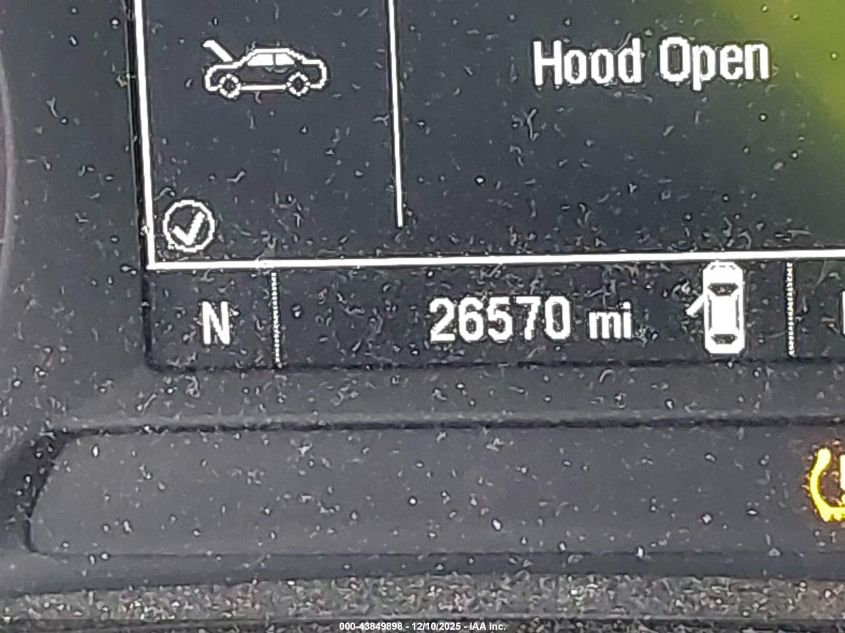 Hood Open
N
26570 mi
000-43849898 - 12/10/2025 - IAA Inc.